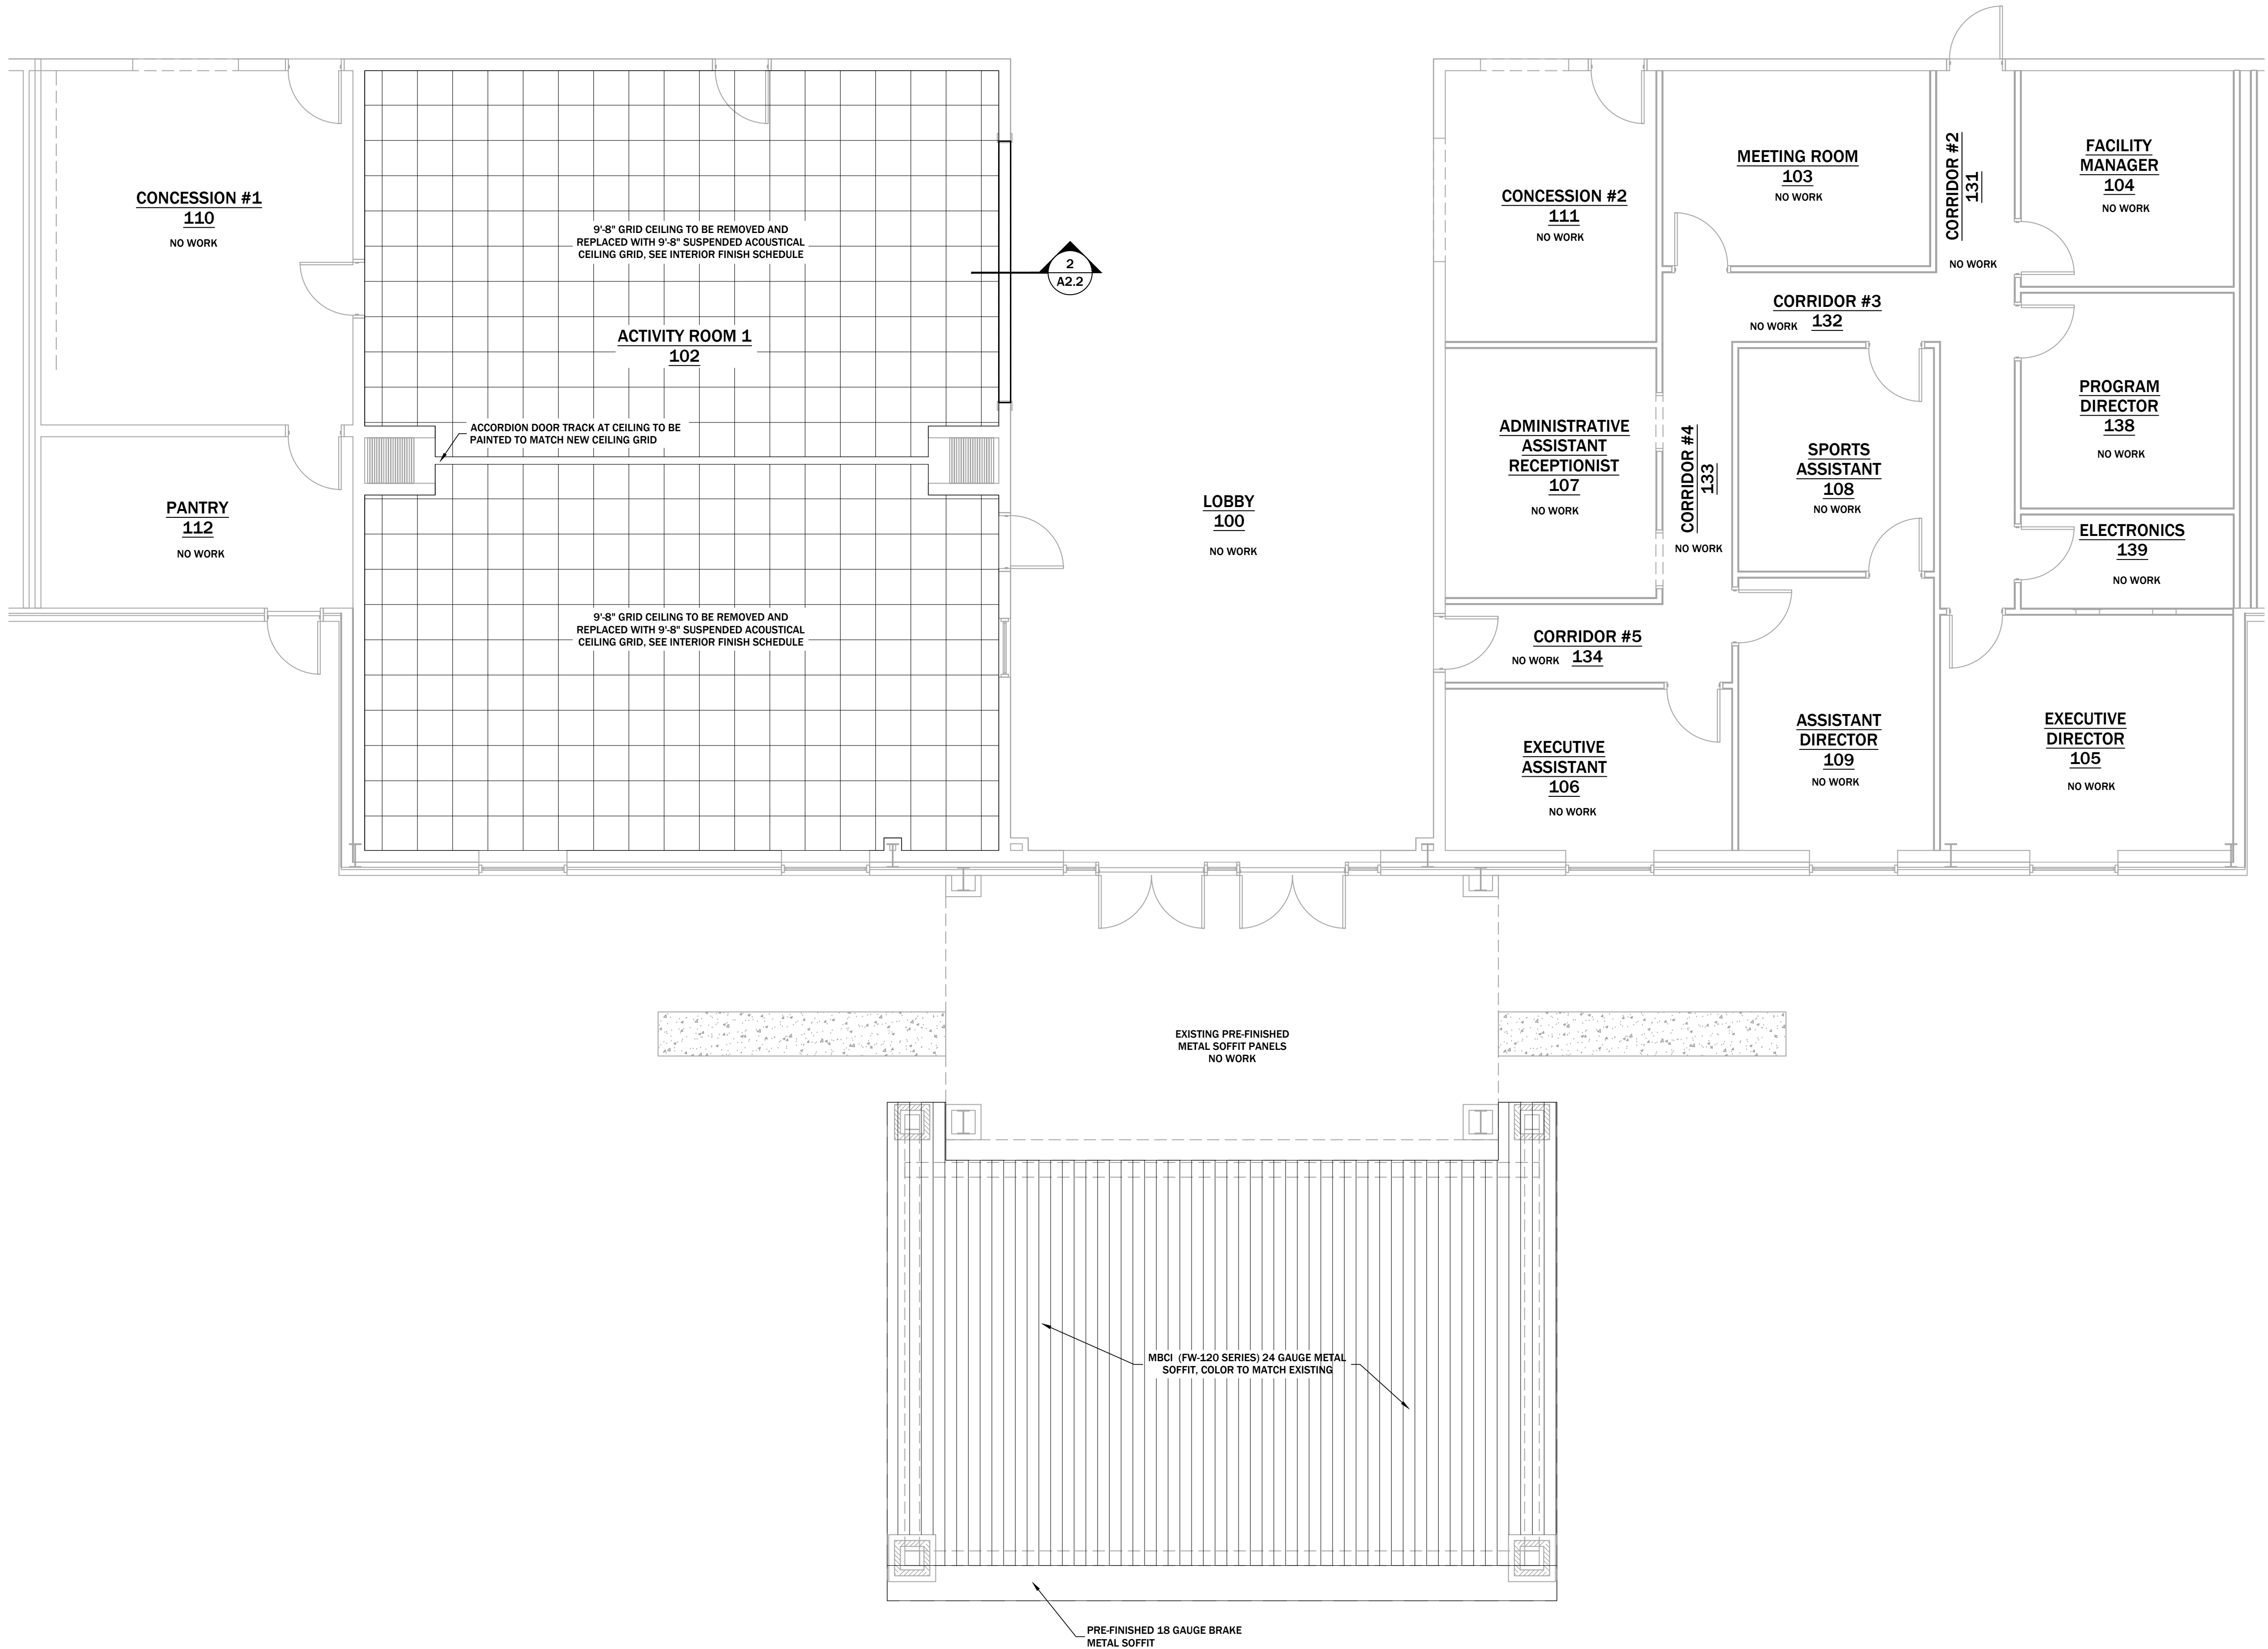 CONCESSION #1
110
NO WORK
9'-8" GRID CEILING TO BE REMOVED AND
REPLACED WITH 9'-8" SUSPENDED ACOUSTICAL
CEILING GRID, SEE INTERIOR FINISH SCHEDULE
ACTIVITY ROOM 1
102
2
A2.2
ACCORDION DOOR TRACK AT CEILING TO BE
PAINTED TO MATCH NEW CEILING GRID
PANTRY
112
NO WORK
9'-8" GRID CEILING TO BE REMOVED AND
REPLACED WITH 9'-8" SUSPENDED ACOUSTICAL
CEILING GRID, SEE INTERIOR FINISH SCHEDULE
LOBBY
100
NO WORK
CONCESSION #2
111
NO WORK
MEETING ROOM
103
NO WORK
CORRIDOR #2
131
NO WORK
FACILITY
MANAGER
104
NO WORK
CORRIDOR #3
NO WORK 132
ADMINISTRATIVE
ASSISTANT
RECEPTIONIST
107
NO WORK
CORRIDOR #4
133
NO WORK
SPORTS
ASSISTANT
108
NO WORK
PROGRAM
DIRECTOR
138
NO WORK
ELECTRONICS
139
NO WORK
CORRIDOR #5
NO WORK 134
EXECUTIVE
ASSISTANT
106
NO WORK
ASSISTANT
DIRECTOR
109
NO WORK
EXECUTIVE
DIRECTOR
105
NO WORK
EXISTING PRE-FINISHED
METAL SOFFIT PANELS
NO WORK
MBCI (FW-120 SERIES) 24 GAUGE METAL
SOFFIT, COLOR TO MATCH EXISTING
PRE-FINISHED 18 GAUGE BRAKE
METAL SOFFIT